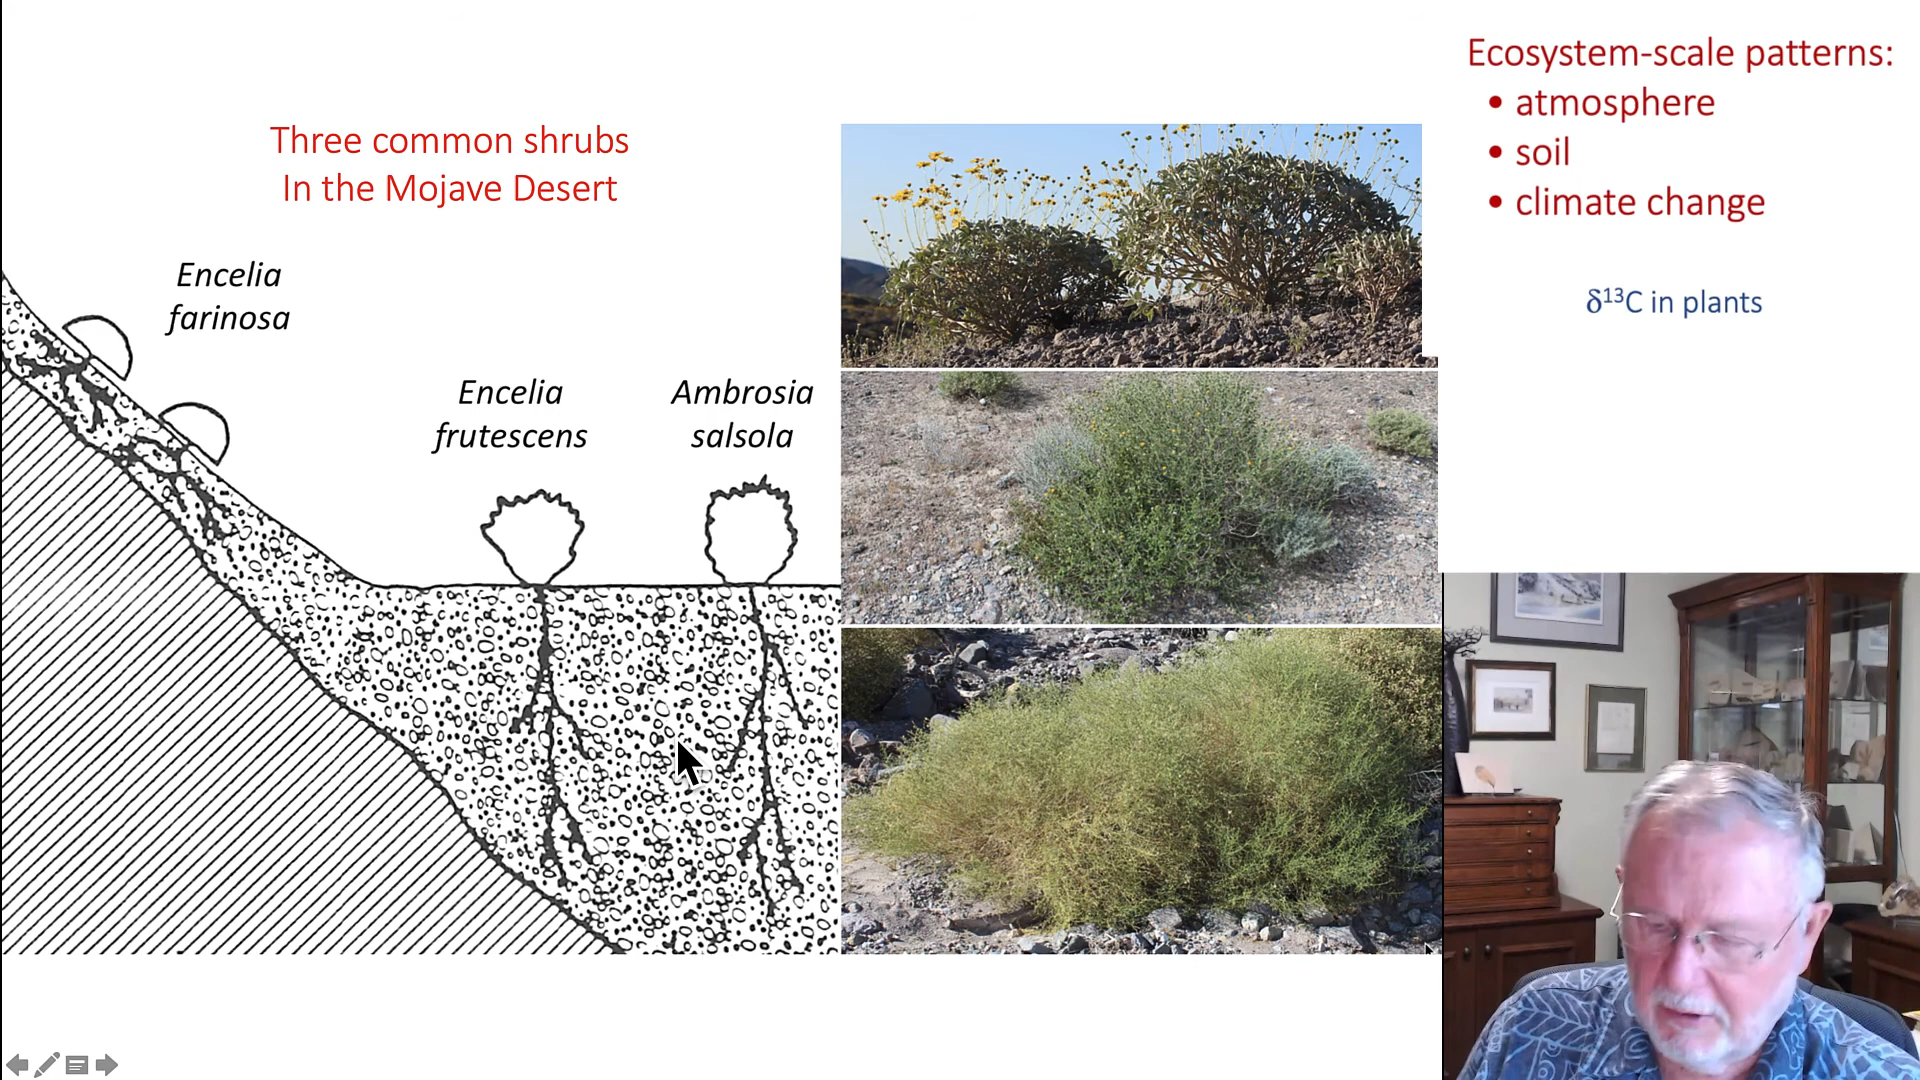 Three common shrubs
In the Mojave Desert
Encelia
farinosa
Encelia
frutescens
Ambrosia
salsola
Ecosystem-scale patterns:
• atmosphere
• soil
• climate change
δ¹³C in plants